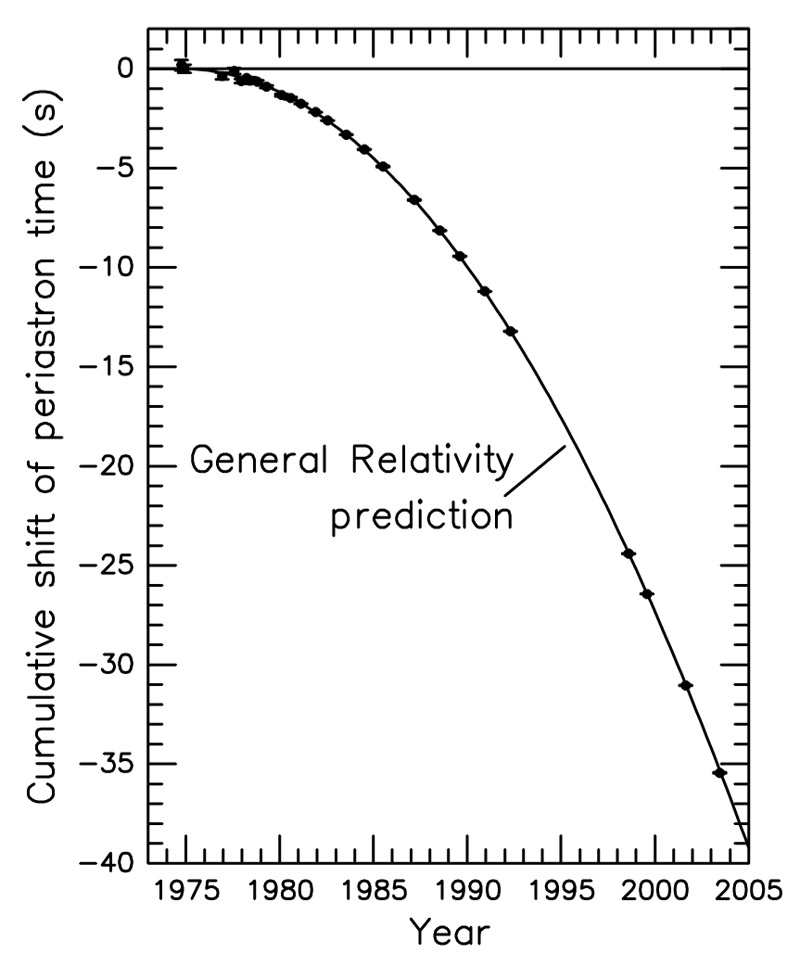 0
−5
−10
−15
−20
−25
−30
−35
−40
Cumulative shift of periastron time (s)
General Relativity
prediction
1975 1980 1985 1990 1995 2000 2005
Year